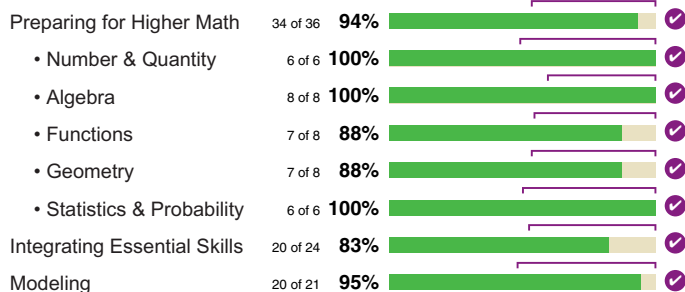 Preparing for Higher Math 34 of 36 94%
• Number & Quantity 6 of 6 100%
• Algebra 8 of 8 100%
• Functions 7 of 8 88%
• Geometry 7 of 8 88%
• Statistics & Probability 6 of 6 100%
Integrating Essential Skills 20 of 24 83%
Modeling 20 of 21 95%